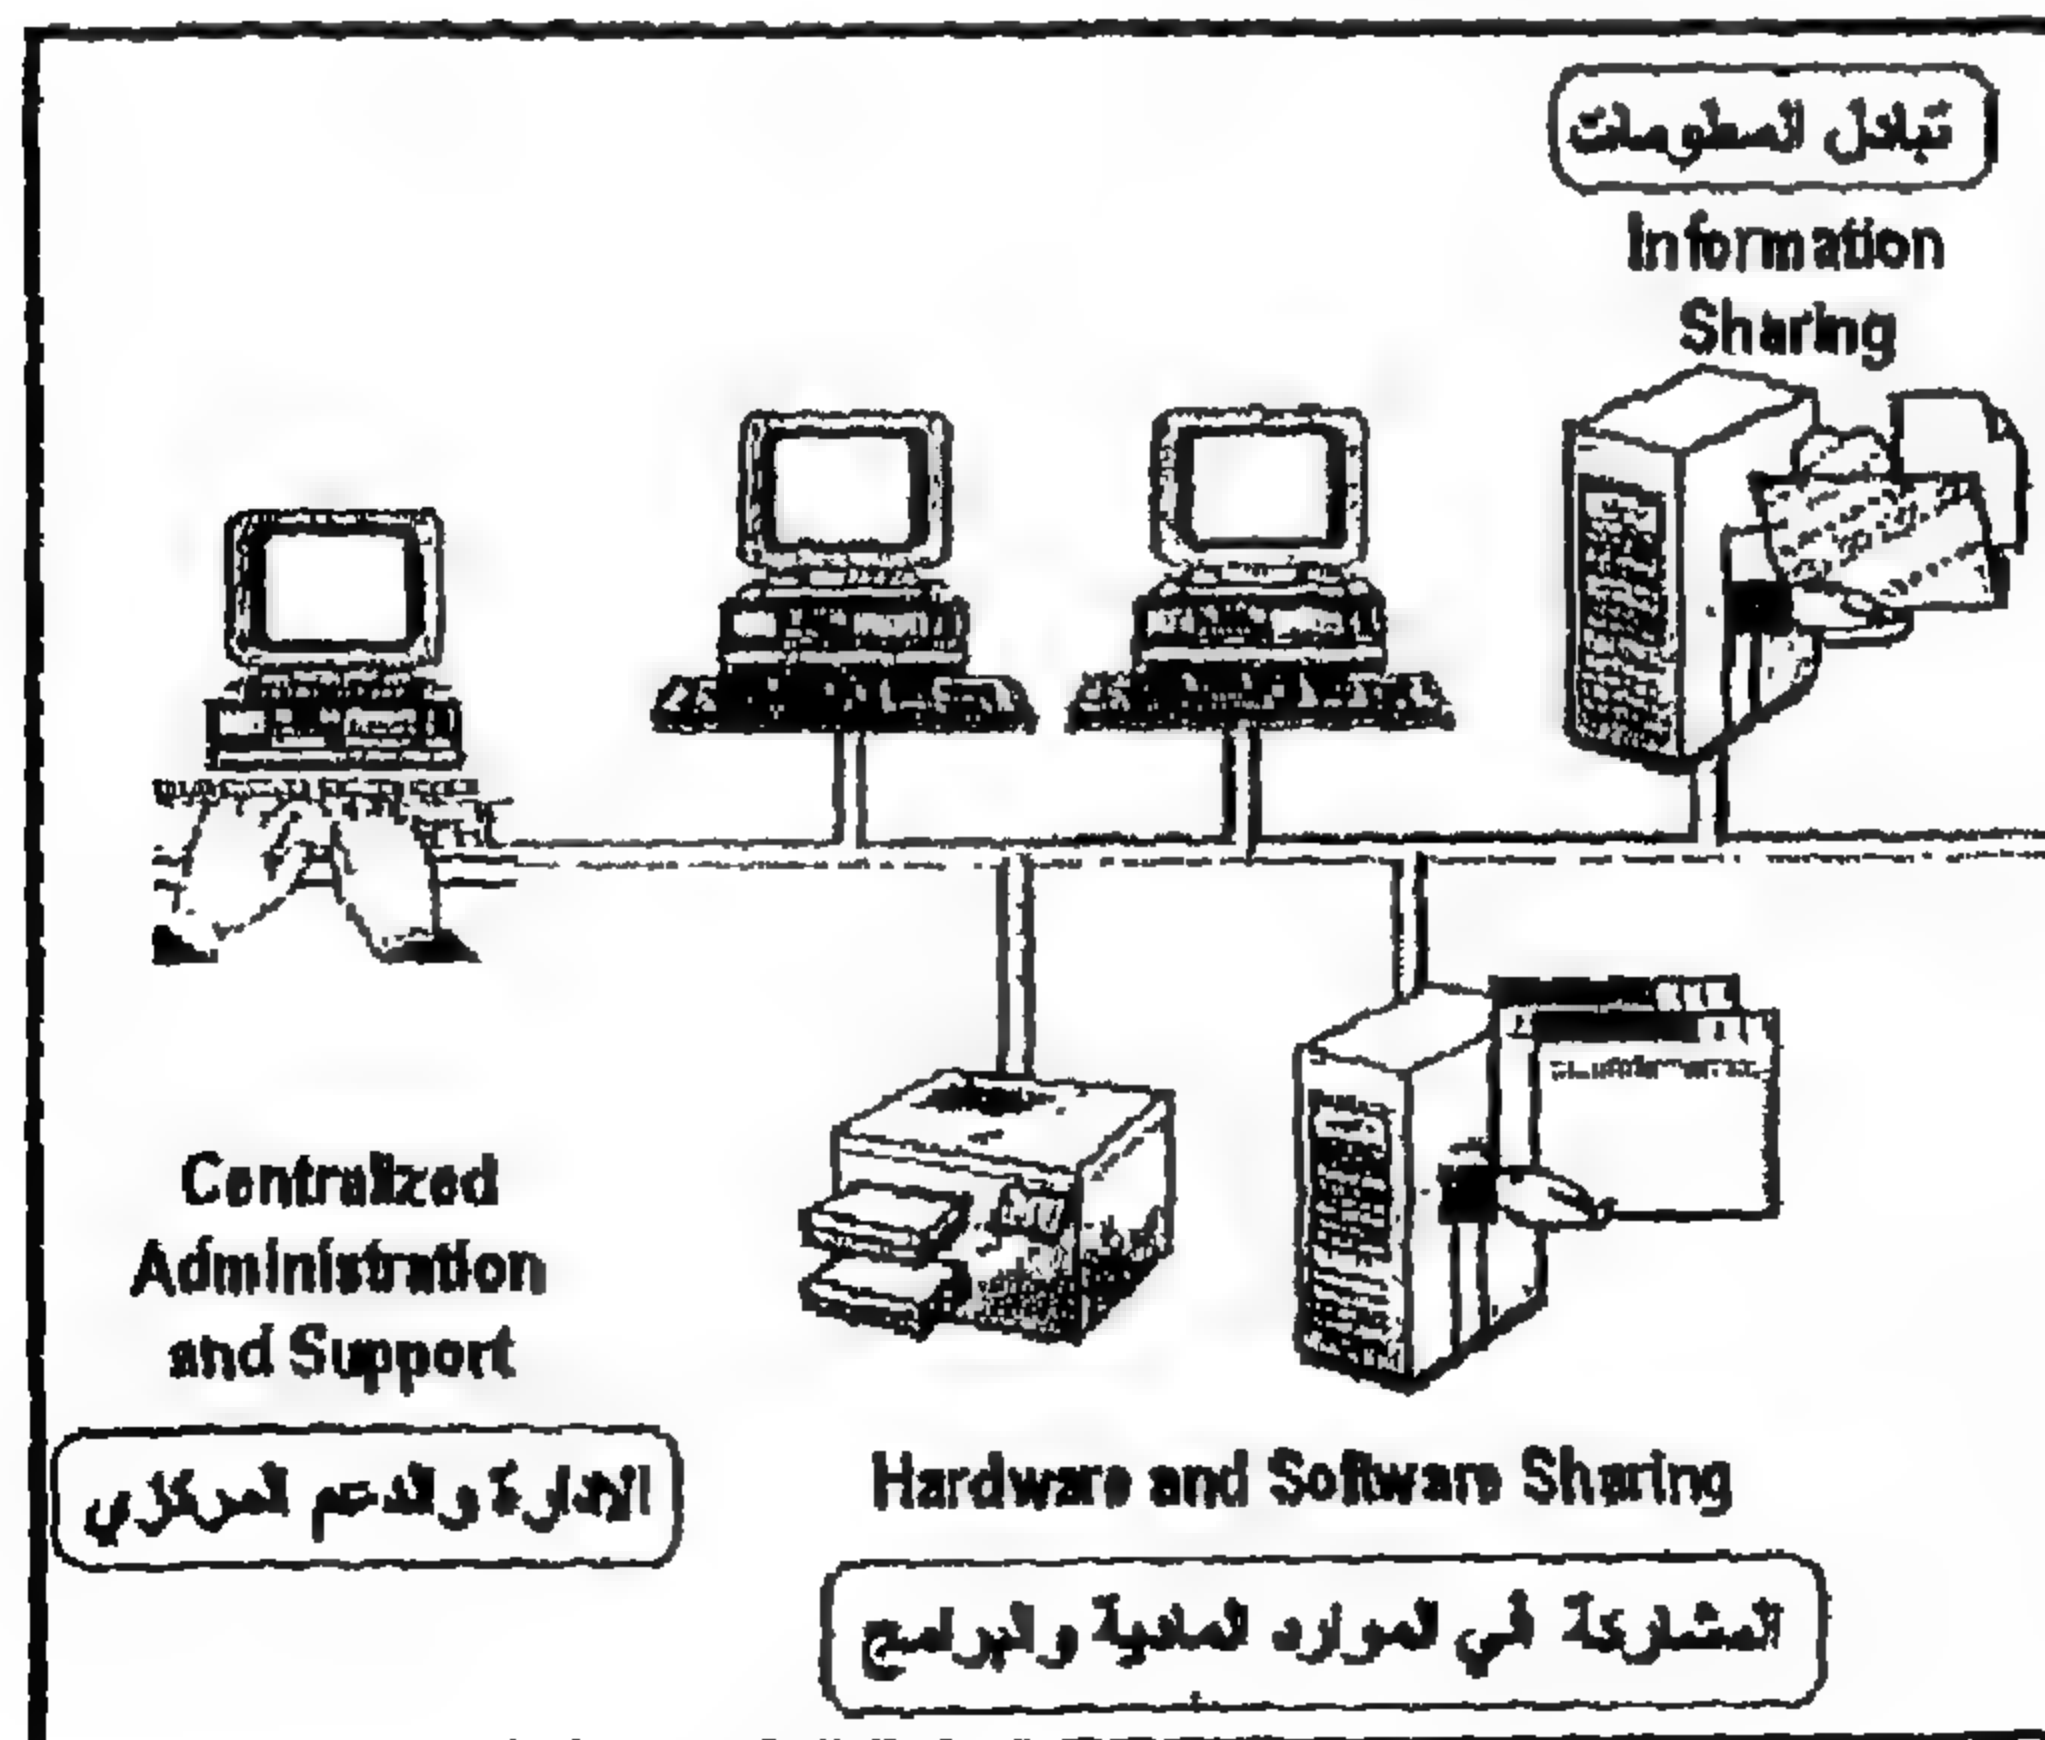 تبادل المعلومات
Information
Sharing
Centralized
Administration
and Support
الإدارة والدعم المركزي
Hardware and Software Sharing
المشاركة في الموارد المادية والبرامج